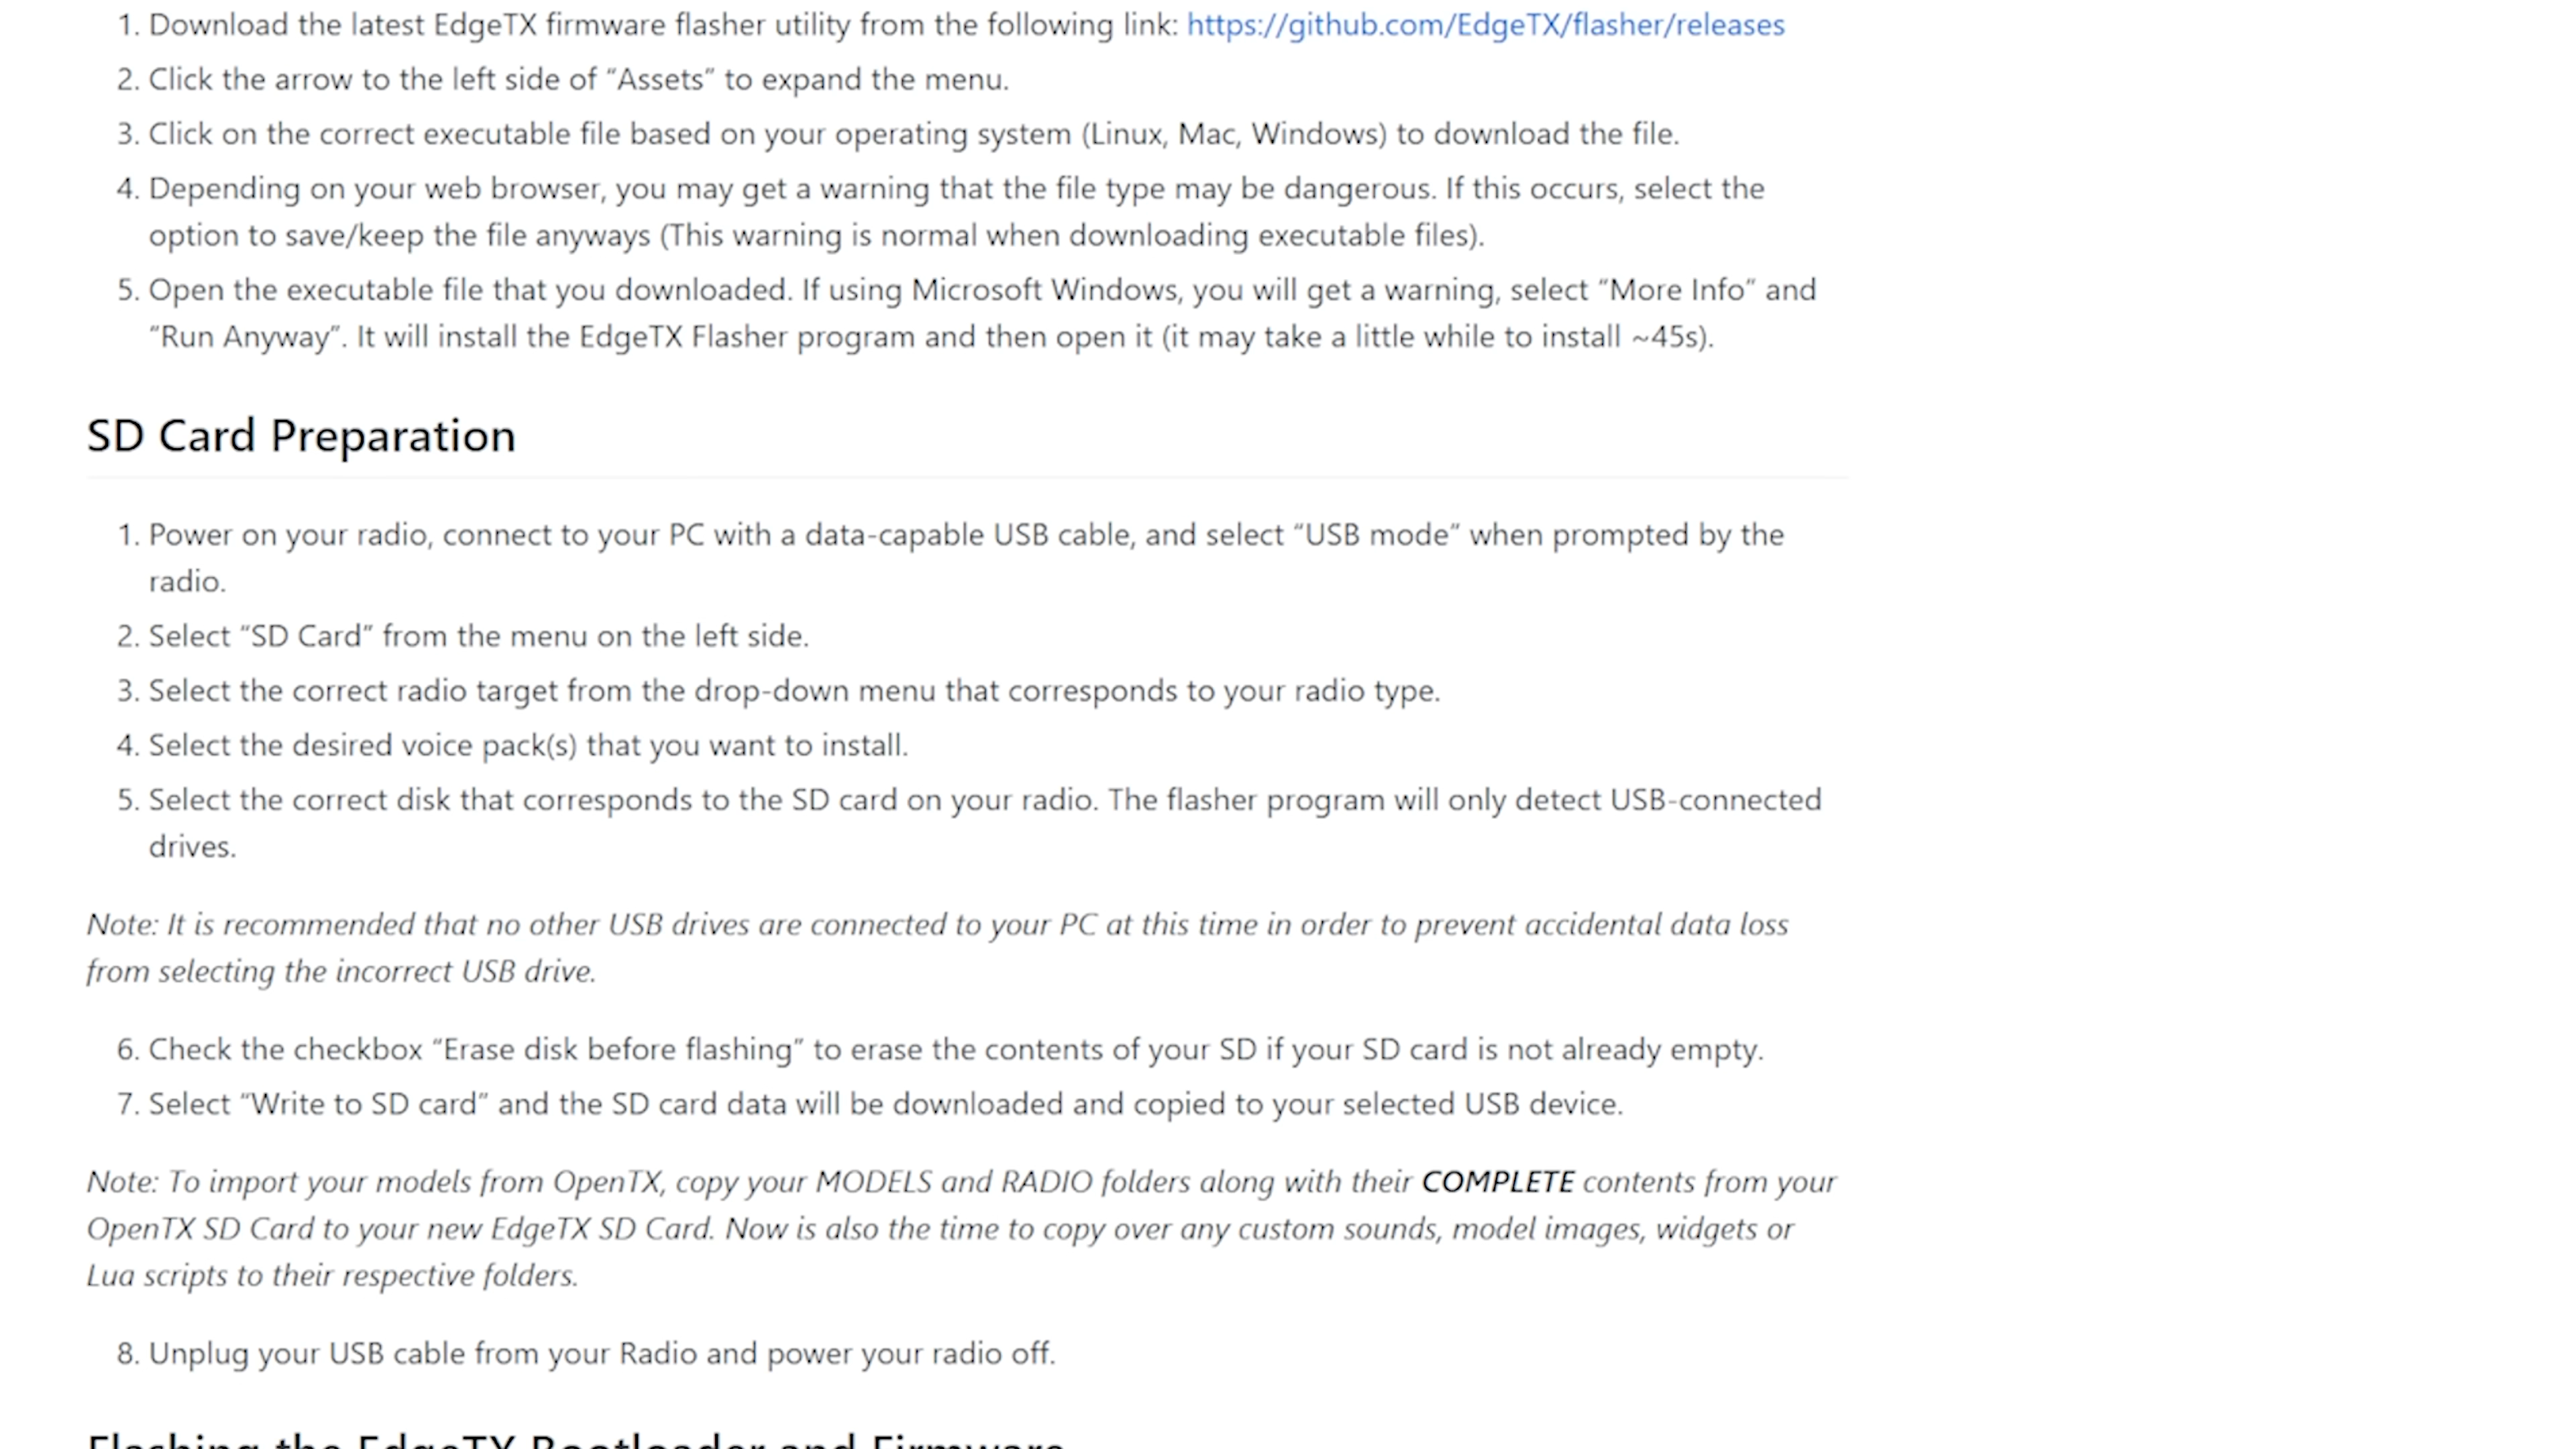 1. Download the latest EdgeTX firmware flasher utility from the following link: https://github.com/EdgeTX/flasher/releases
2. Click the arrow to the left side of “Assets” to expand the menu.
3. Click on the correct executable file based on your operating system (Linux, Mac, Windows) to download the file.
4. Depending on your web browser, you may get a warning that the file type may be dangerous. If this occurs, select the
option to save/keep the file anyways (This warning is normal when downloading executable files).
5. Open the executable file that you downloaded. If using Microsoft Windows, you will get a warning, select “More Info” and
“Run Anyway”. It will install the EdgeTX Flasher program and then open it (it may take a little while to install ~45s).
SD Card Preparation
1. Power on your radio, connect to your PC with a data-capable USB cable, and select “USB mode” when prompted by the
radio.
2. Select “SD Card” from the menu on the left side.
3. Select the correct radio target from the drop-down menu that corresponds to your radio type.
4. Select the desired voice pack(s) that you want to install.
5. Select the correct disk that corresponds to the SD card on your radio. The flasher program will only detect USB-connected
drives.
Note: It is recommended that no other USB drives are connected to your PC at this time in order to prevent accidental data loss
from selecting the incorrect USB drive.
6. Check the checkbox “Erase disk before flashing” to erase the contents of your SD if your SD card is not already empty.
7. Select “Write to SD card” and the SD card data will be downloaded and copied to your selected USB device.
Note: To import your models from OpenTX, copy your MODELS and RADIO folders along with their COMPLETE contents from your
OpenTX SD Card to your new EdgeTX SD Card. Now is also the time to copy over any custom sounds, model images, widgets or
Lua scripts to their respective folders.
8. Unplug your USB cable from your Radio and power your radio off.
Flashing the EdgeTX Bootloader and Firmware